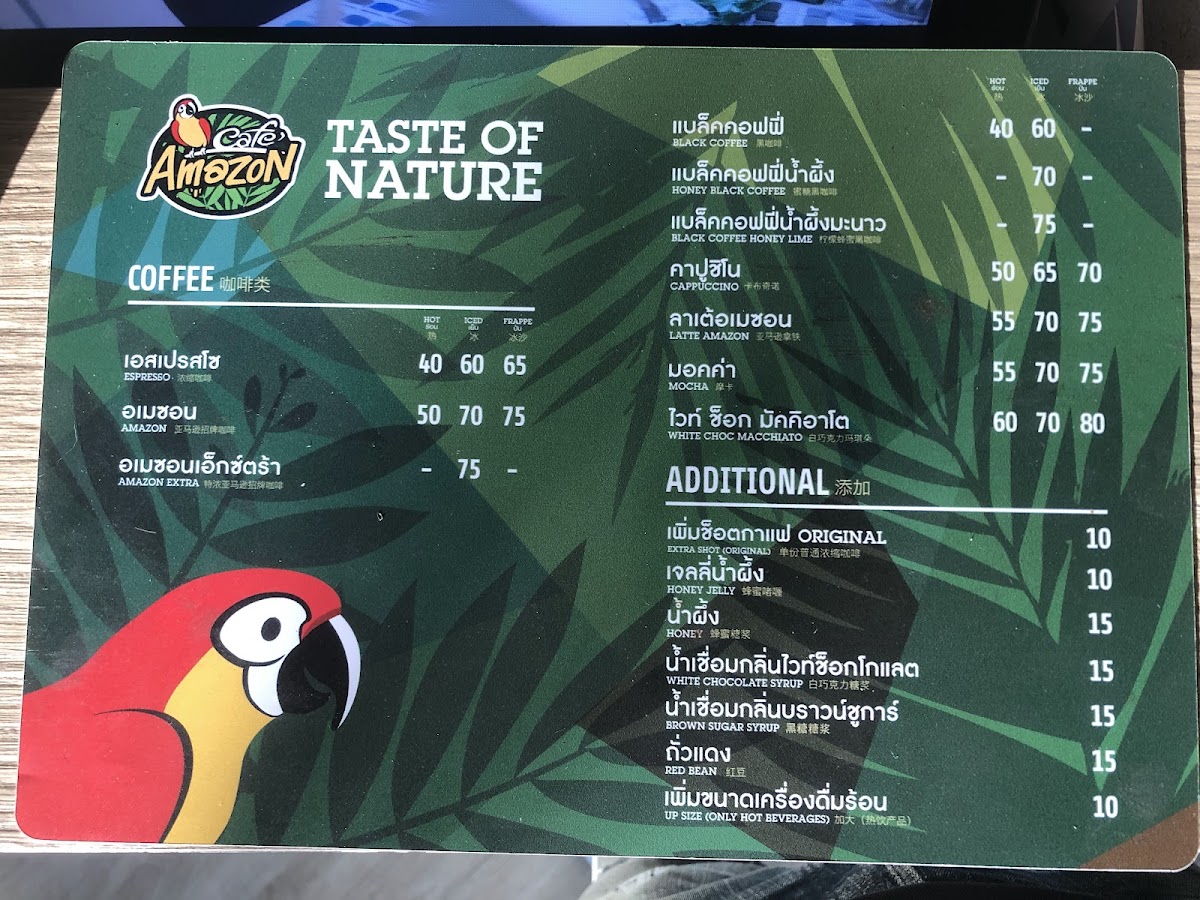 Café
Amazon
TASTE OF
NATURE
COFFEE 咖啡类
HOT ICED FRAPPE
ร้อน เย็น ปั่น
热 冰 冰沙
เอสเปรสโซ 40 60 65
ESPRESSO 浓缩咖啡
อเมซอน 50 70 75
AMAZON 亚马逊招牌咖啡
อเมซอนเอ็กซ์ตร้า - 75 -
AMAZON EXTRA 特浓亚马逊招牌咖啡
HOT ICED FRAPPE
ร้อน เย็น ปั่น
热 冰 冰沙
แบล็คคอฟฟี่ 40 60 -
BLACK COFFEE 黑咖啡
แบล็คคอฟฟี่น้ำผึ้ง - 70 -
HONEY BLACK COFFEE 蜜糖黑咖啡
แบล็คคอฟฟี่น้ำผึ้งมะนาว - 75 -
BLACK COFFEE HONEY LIME 柠檬蜂蜜黑咖啡
คาปูชิโน 50 65 70
CAPPUCCINO 卡布奇诺
ลาเต้อเมซอน 55 70 75
LATTE AMAZON 亚马逊拿铁
มอคค่า 55 70 75
MOCHA 摩卡
ไวท์ ช็อก มัคคิอาโต 60 70 80
WHITE CHOC MACCHIATO 白巧克力玛琪朵
ADDITIONAL 添加
เพิ่มช็อตกาแฟ ORIGINAL 10
EXTRA SHOT (ORIGINAL) 单份普通浓缩咖啡
เจลลี่น้ำผึ้ง 10
HONEY JELLY 蜂蜜啫喱
น้ำผึ้ง 15
HONEY 蜂蜜糖浆
น้ำเชื่อมกลิ่นไวท์ช็อกโกแลต 15
WHITE CHOCOLATE SYRUP 白巧克力糖浆
น้ำเชื่อมกลิ่นบราวน์ชูการ์ 15
BROWN SUGAR SYRUP 黑糖糖浆
ถั่วแดง 15
RED BEAN 红豆
เพิ่มขนาดเครื่องดื่มร้อน 10
UP SIZE (ONLY HOT BEVERAGES) 加大 (热饮产品)